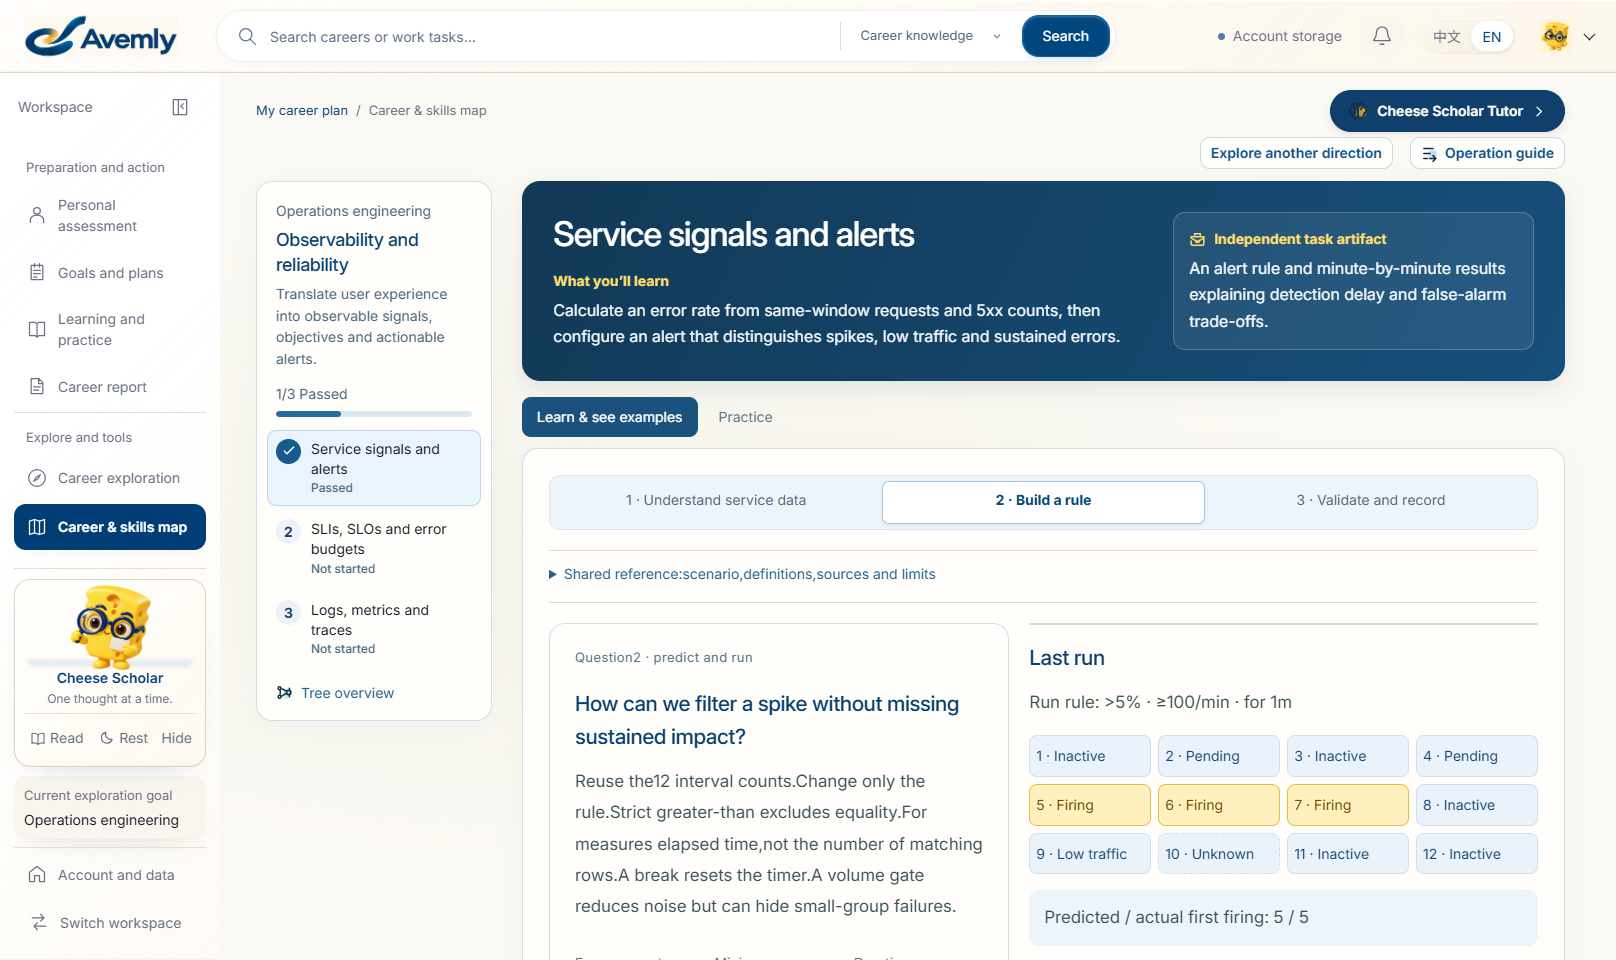 Avemly
Search careers or work tasks...
Career knowledge
Search
Account storage
中文
EN
Workspace
Preparation and action
Personal
assessment
Goals and plans
Learning and
practice
Career report
Explore and tools
Career exploration
Career & skills map
Cheese Scholar
One thought at a time.
Read
Rest
Hide
Current exploration goal
Operations engineering
Account and data
Switch workspace
My career plan / Career & skills map
Cheese Scholar Tutor
Explore another direction
Operation guide
Operations engineering
Observability and
reliability
Translate user experience
into observable signals,
objectives and actionable
alerts.
1/3 Passed
Service signals and
alerts
Passed
2
SLIs, SLOs and error
budgets
Not started
3
Logs, metrics and
traces
Not started
Tree overview
Service signals and alerts
What you’ll learn
Calculate an error rate from same-window requests and 5xx counts, then
configure an alert that distinguishes spikes, low traffic and sustained errors.
Independent task artifact
An alert rule and minute-by-minute results
explaining detection delay and false-alarm
trade-offs.
Learn & see examples
Practice
1 · Understand service data
2 · Build a rule
3 · Validate and record
Shared reference:scenario,definitions,sources and limits
Question2 · predict and run
How can we filter a spike without missing
sustained impact?
Reuse the12 interval counts.Change only the
rule.Strict greater-than excludes equality.For
measures elapsed time,not the number of matching
rows.A break resets the timer.A volume gate
reduces noise but can hide small-group failures.
Last run
Run rule: >5% · ≥100/min · for 1m
1 · Inactive
2 · Pending
3 · Inactive
4 · Pending
5 · Firing
6 · Firing
7 · Firing
8 · Inactive
9 · Low traffic
10 · Unknown
11 · Inactive
12 · Inactive
Predicted / actual first firing: 5 / 5